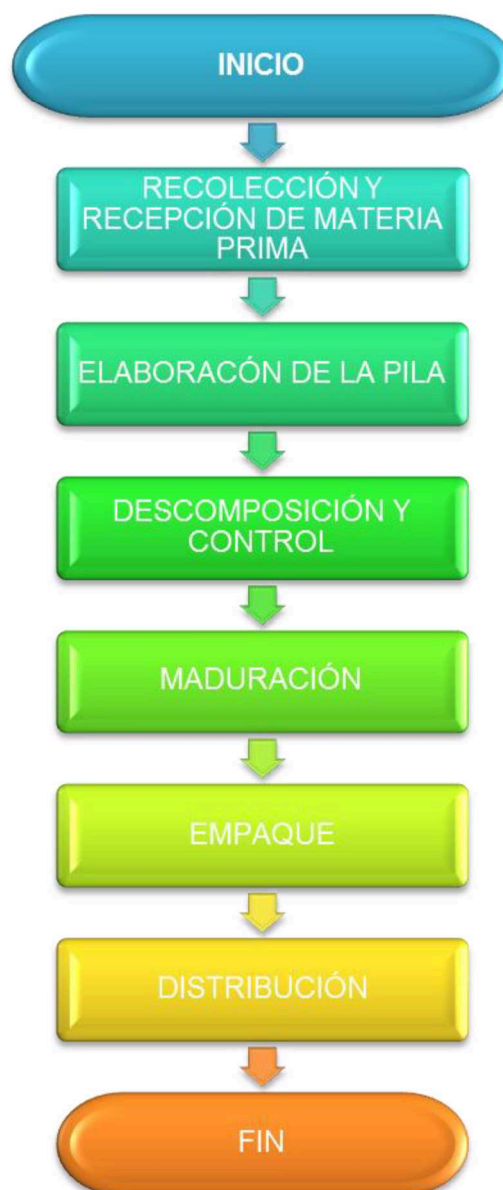 INICIO
RECOLECCIÓN Y
RECEPCIÓN DE MATERIA
PRIMA
ELABORACÓN DE LA PILA
DESCOMPOSICIÓN Y
CONTROL
MADURACIÓN
EMPAQUE
DISTRIBUCIÓN
FIN